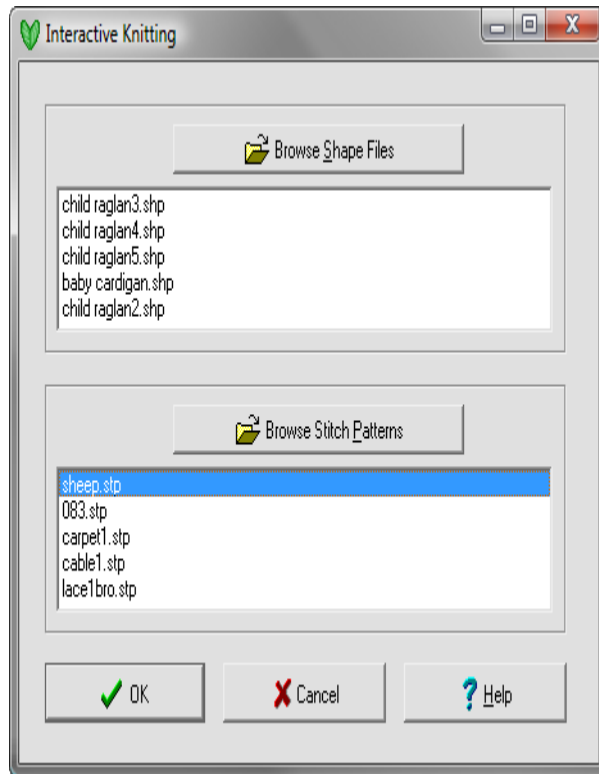 Interactive Knitting
Browse Shape Files
child raglan3.shp
child raglan4.shp
child raglan5.shp
baby cardigan.shp
child raglan2.shp
Browse Stitch Patterns
sheep.stp
083.stp
carpet1.stp
cable1.stp
lace1bro.stp
OK
Cancel
? Help